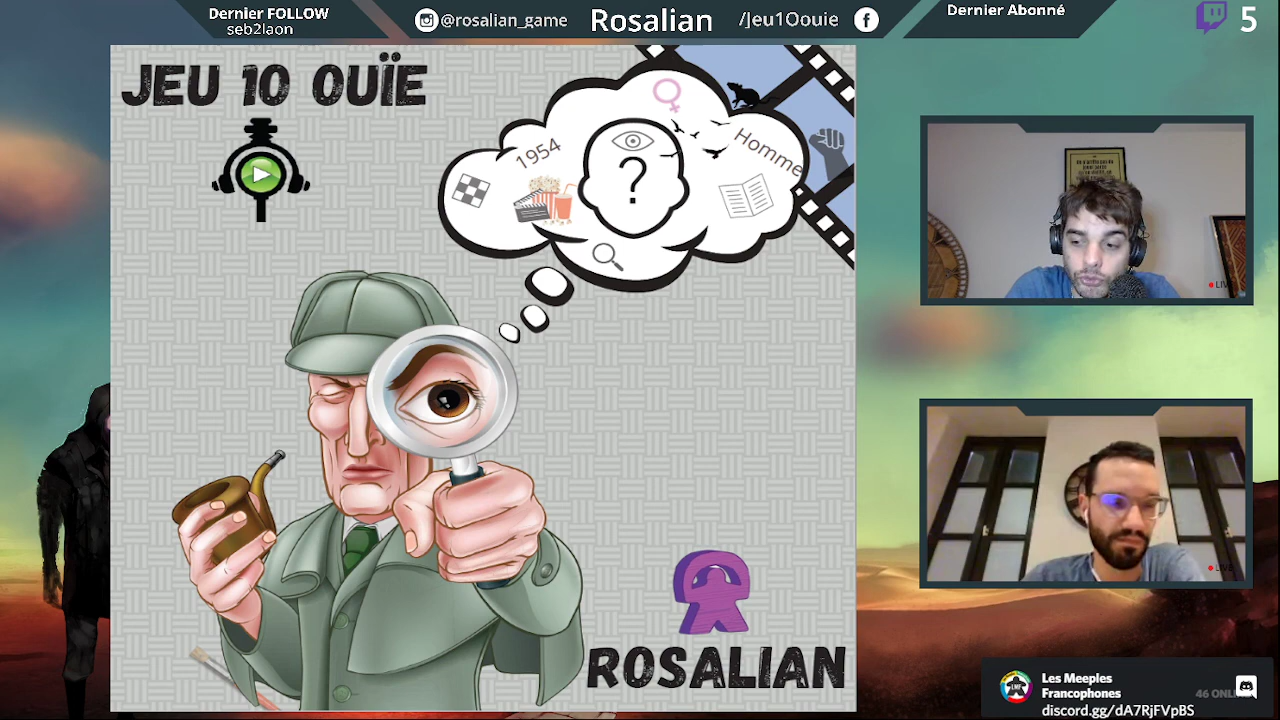 Dernier FOLLOW
seb2laon
@rosalian_game
Rosalian
/Jeu1Oouie
Dernier Abonné
5
JEU 10 OUÏE
1954
Homme
?
ROSALIAN
Les Meeples
Francophones
discord.gg/dA7RjFVpBS